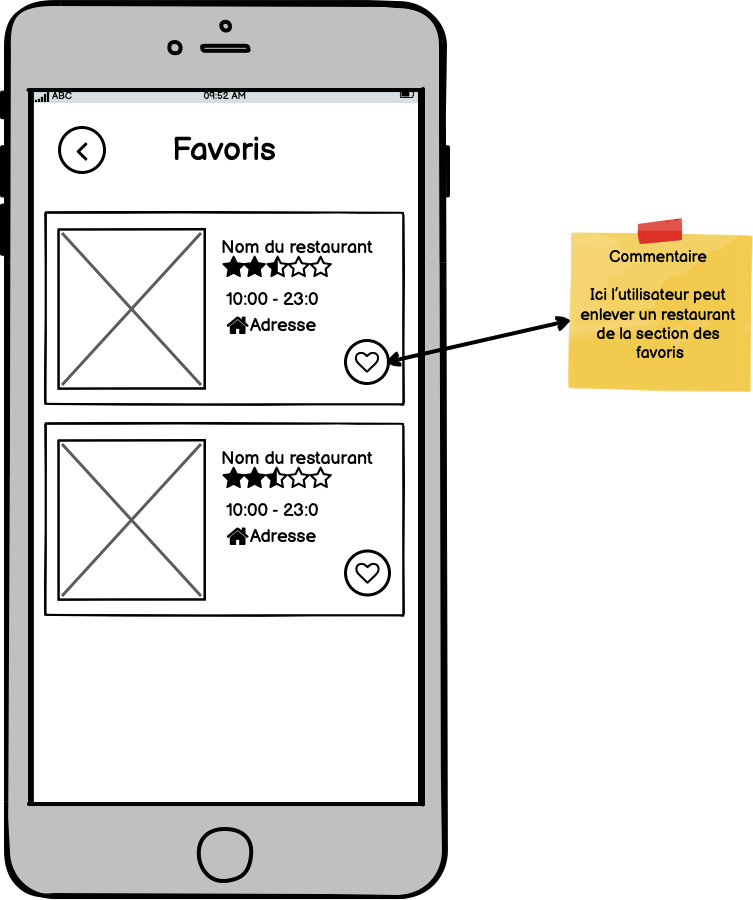 ABC 09:52 AM
Favoris
Nom du restaurant
10:00 - 23:0
Adresse
Nom du restaurant
10:00 - 23:0
Adresse
Commentaire
Ici l'utilisateur peut
enlever un restaurant
de la section des
favoris